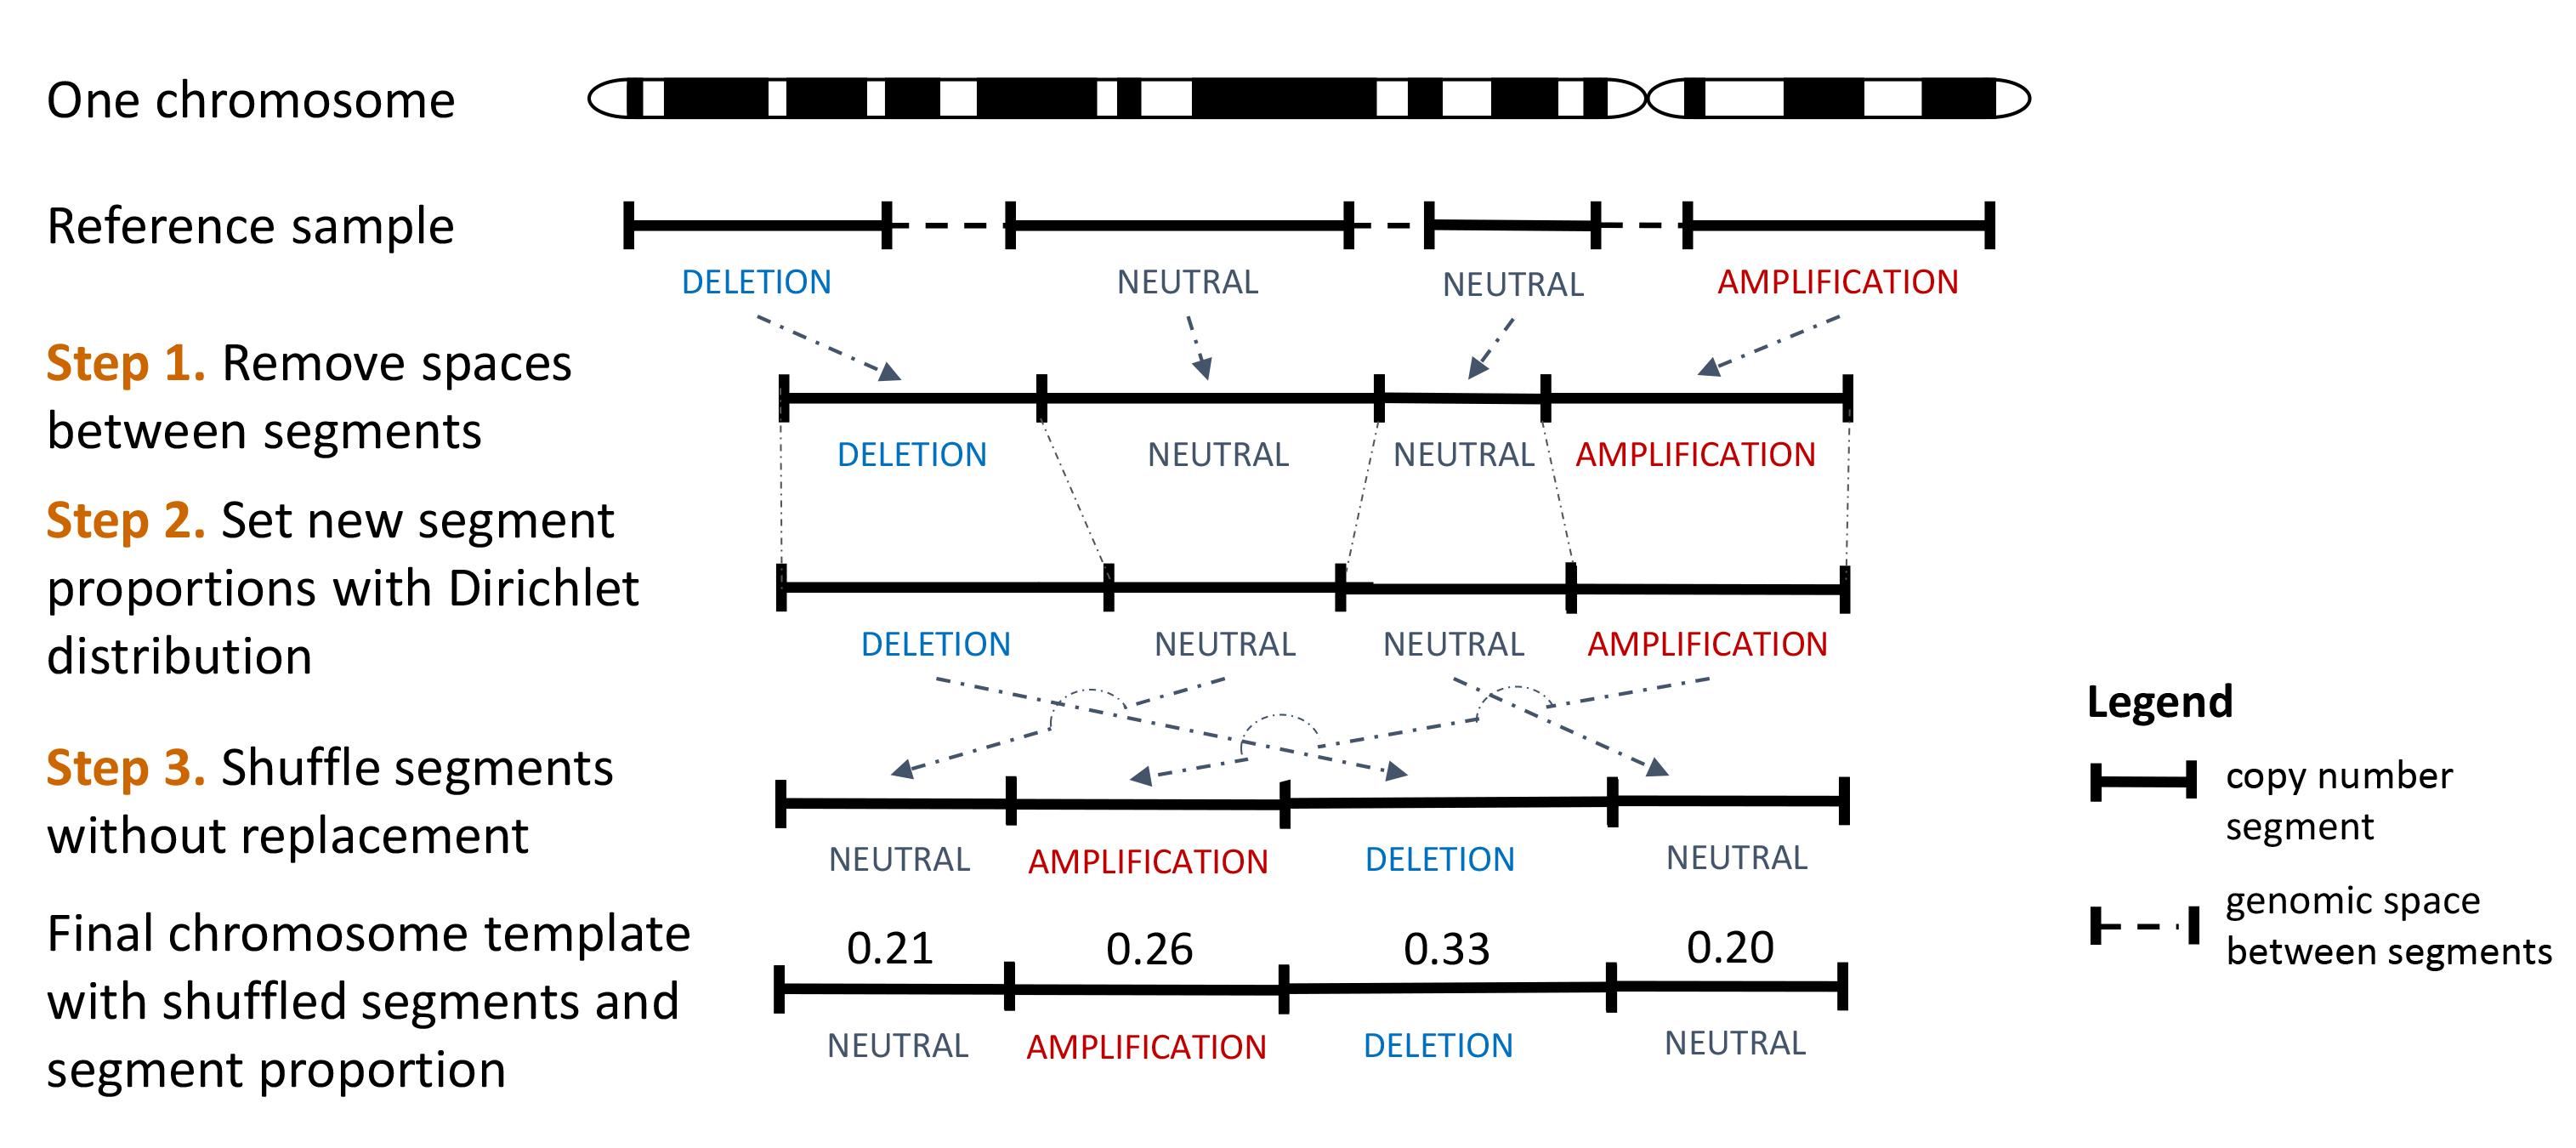 One chromosome
Reference sample
DELETION NEUTRAL NEUTRAL AMPLIFICATION
Step 1. Remove spaces
between segments
DELETION NEUTRAL NEUTRAL AMPLIFICATION
Step 2. Set new segment
proportions with Dirichlet
distribution
DELETION NEUTRAL NEUTRAL AMPLIFICATION
Step 3. Shuffle segments
without replacement
NEUTRAL AMPLIFICATION DELETION NEUTRAL
Final chromosome template
with shuffled segments and
segment proportion
0.21 0.26 0.33 0.20
NEUTRAL AMPLIFICATION DELETION NEUTRAL
Legend
copy number
segment
genomic space
between segments